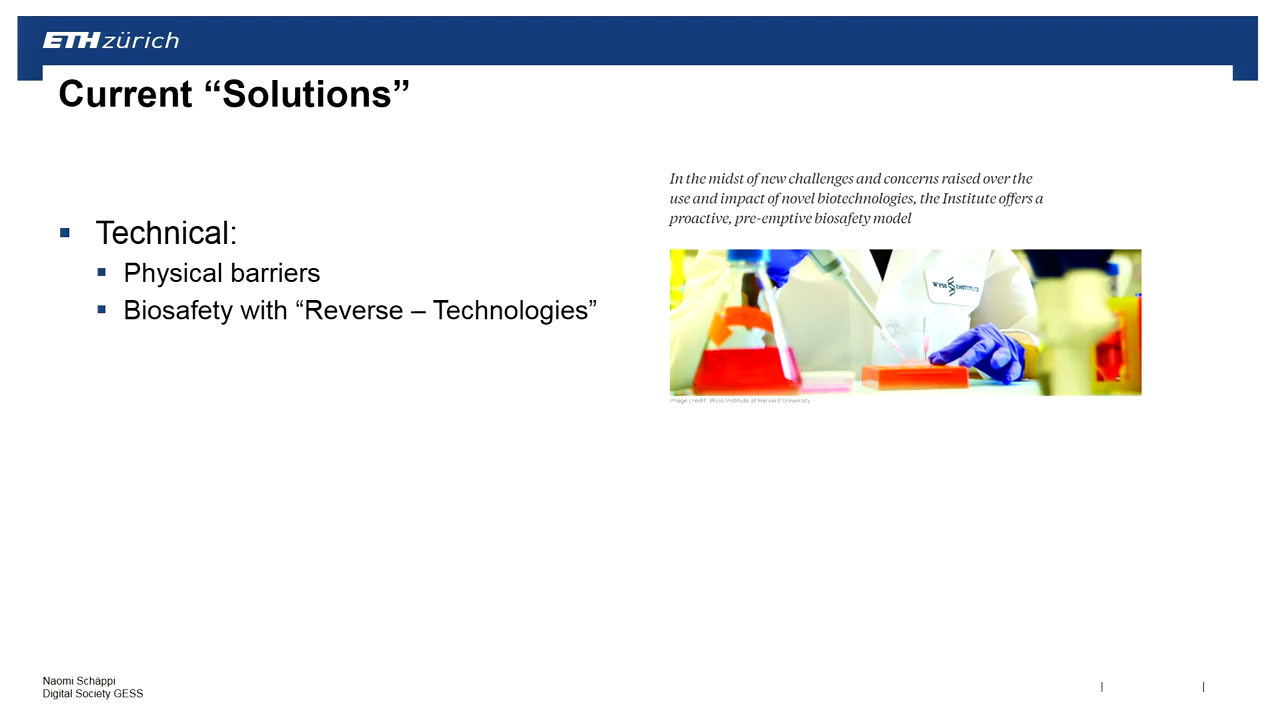 ETH zürich
Current “Solutions”
Technical:
Physical barriers
Biosafety with “Reverse – Technologies”
In the midst of new challenges and concerns raised over the
use and impact of novel biotechnologies, the Institute offers a
proactive, pre-emptive biosafety model
WYSS INSTITUTE
Image credit: Wyss Institute at Harvard University
Naomi Schäppi
Digital Society GESS
| |